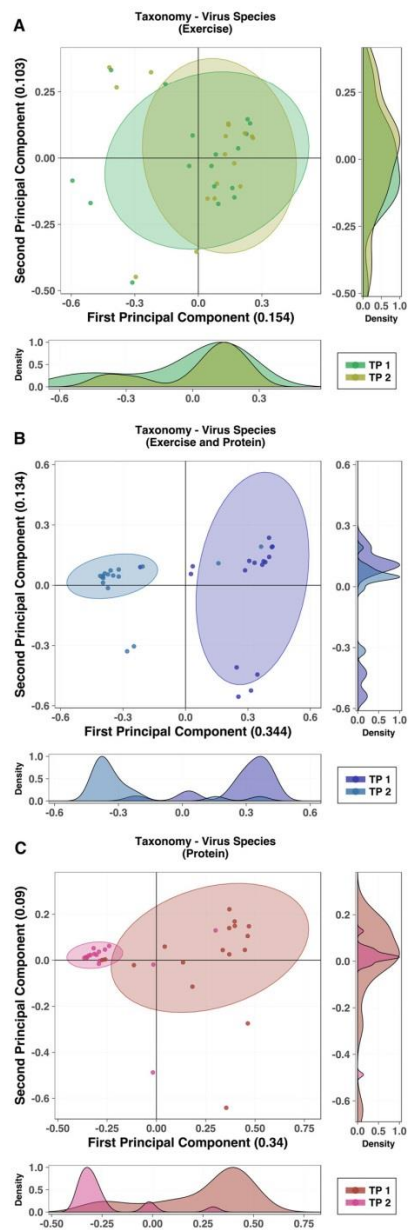 A
Taxonomy - Virus Species
(Exercise)
Second Principal Component (0.103)
0.25
0.00
-0.25
-0.50
-0.6
-0.3
0.0
0.3
First Principal Component (0.154)
0.25
0.00
-0.25
-0.50
0.0 0.5 1.0
Density
Density
1.0
0.5
0.0
-0.6 -0.3 0.0 0.3
TP 1
TP 2
B
Taxonomy - Virus Species
(Exercise and Protein)
Second Principal Component (0.134)
0.6
0.3
0.0
-0.3
-0.6
-0.6 -0.3 0.0 0.3 0.6
First Principal Component (0.344)
0.6
0.3
0.0
-0.3
-0.6
0.0 0.5 1.0
Density
Density
1.0
0.5
0.0
-0.6 -0.3 0.0 0.3 0.6
TP 1
TP 2
C
Taxonomy - Virus Species
(Protein)
Second Principal Component (0.09)
0.2
0.0
-0.2
-0.4
-0.6
-0.50 -0.25 0.00 0.25 0.50 0.75
First Principal Component (0.34)
0.2
0.0
-0.2
-0.4
-0.6
0.0 0.5 1.0
Density
Density
1.0
0.5
0.0
-0.50 -0.25 0.00 0.25 0.50 0.75
TP 1
TP 2